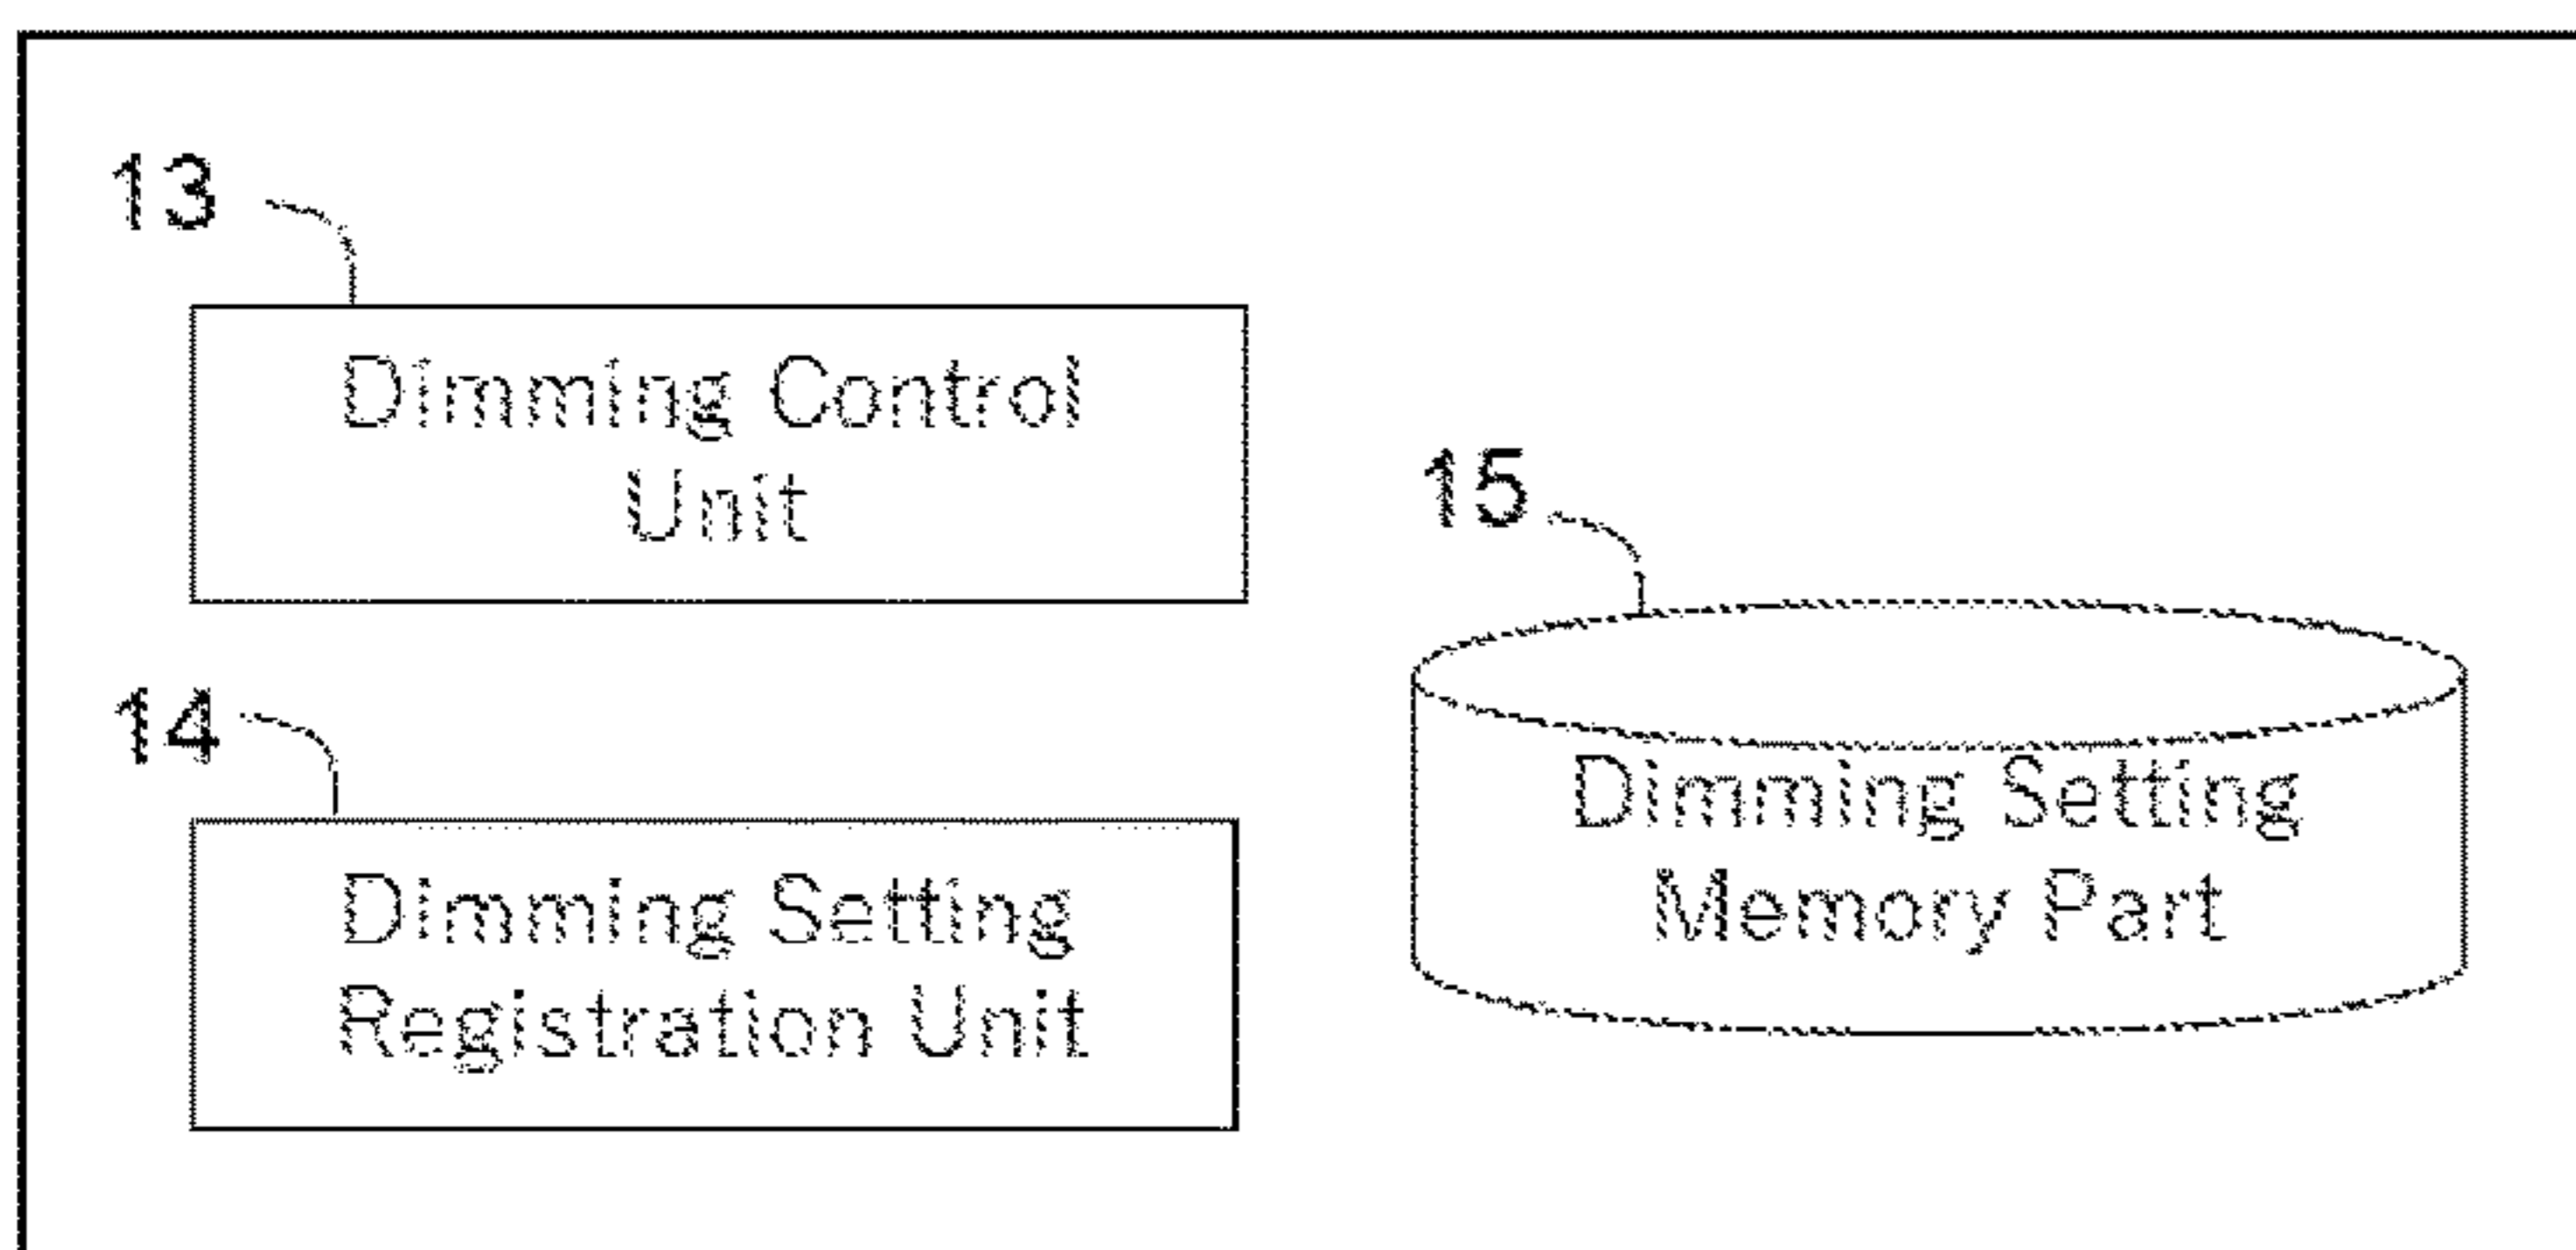 13
Dimming Control
Unit
14
Dimming Setting
Registration Unit
15
Dimming Setting
Memory Part